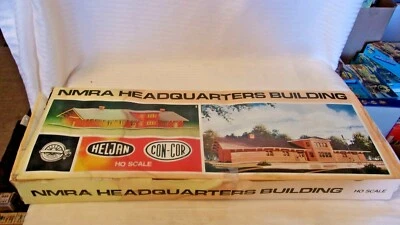 NMRA HEADQUARTERS BUILDING
HELJAN CON-COR
HO SCALE
NMRA HEADQUARTERS BUILDING HO SCALE